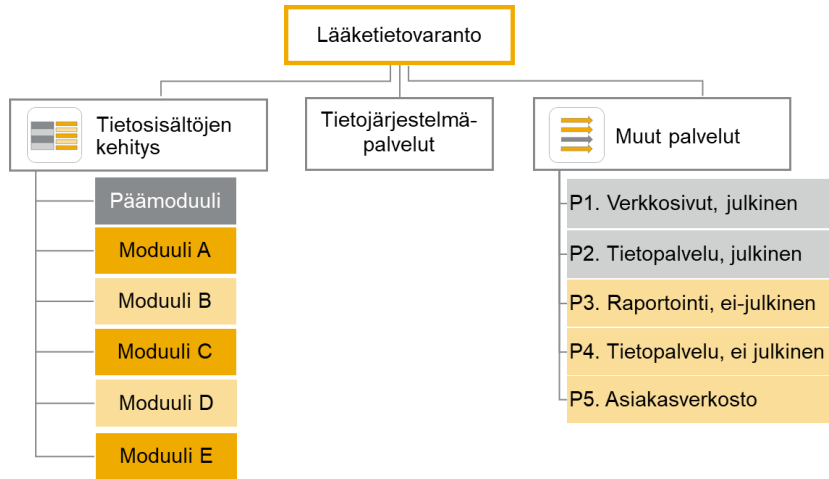 Lääketietovaranto
Tietosisältöjen
kehitys
Päämoduuli
Moduuli A
Moduuli B
Moduuli C
Moduuli D
Moduuli E
Tietojärjestelmä-
palvelut
Muut palvelut
P1. Verkkosivut, julkinen
P2. Tietopalvelu, julkinen
P3. Raportointi, ei-julkinen
P4. Tietopalvelu, ei julkinen
P5. Asiakasverkosto